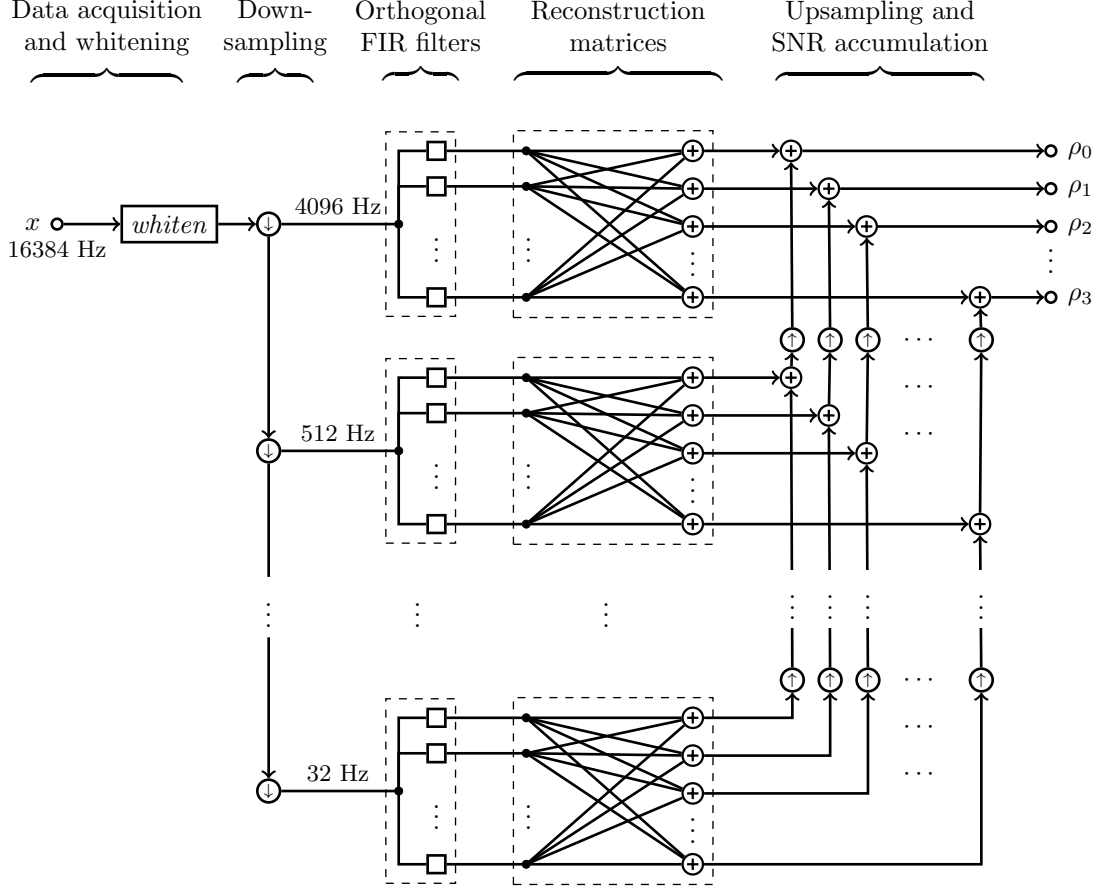 Data acquisition
and whitening
Down-
sampling
Orthogonal
FIR filters
Reconstruction
matrices
Upsampling and
SNR accumulation
x
16384 Hz
whiten
↓
4096 Hz
ρ0
ρ1
ρ2
ρ3
↑ ↑ ↑ ↑
↓
512 Hz
↑ ↑ ↑ ↑
↓
32 Hz